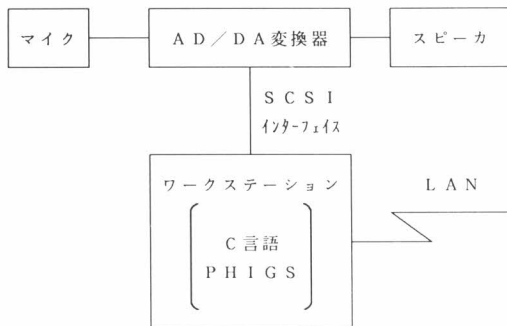 マイク
AD/DA変換器
スピーカ
SCSI
インターフェイス
ワークステーション
LAN
C言語
PHIGS